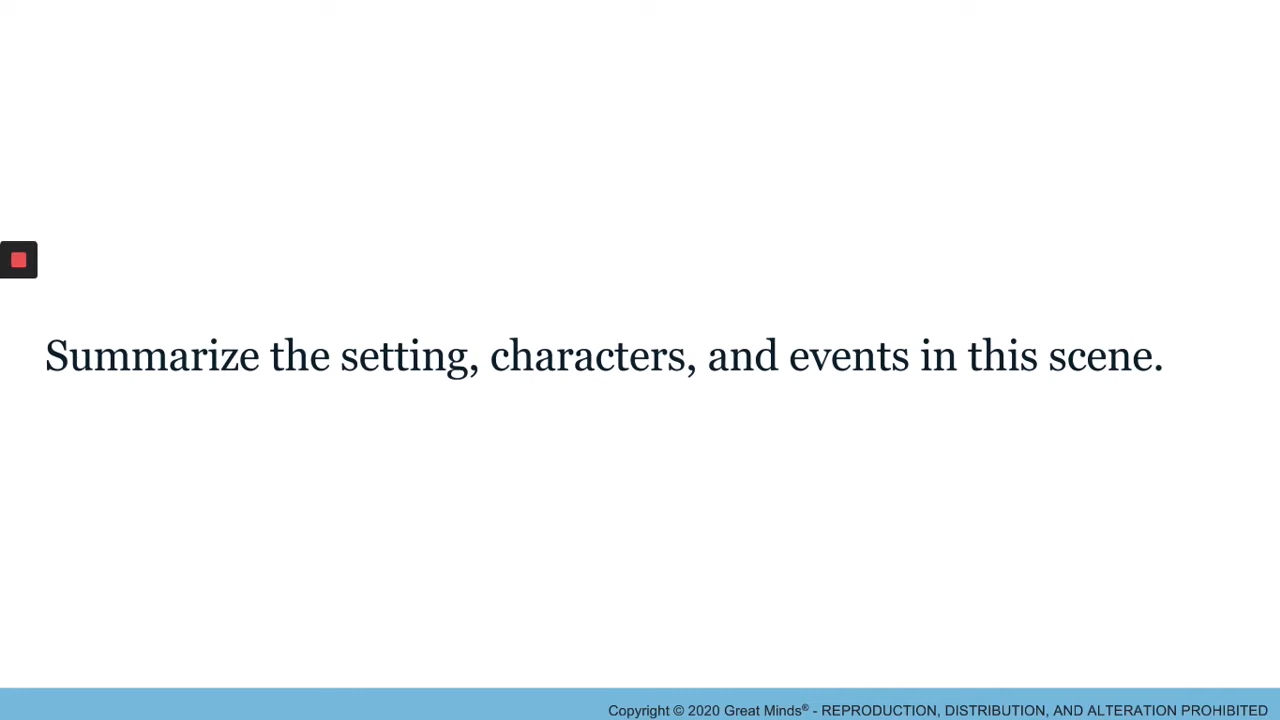 Summarize the setting, characters, and events in this scene.
Copyright © 2020 Great Minds® - REPRODUCTION, DISTRIBUTION, AND ALTERATION PROHIBITED